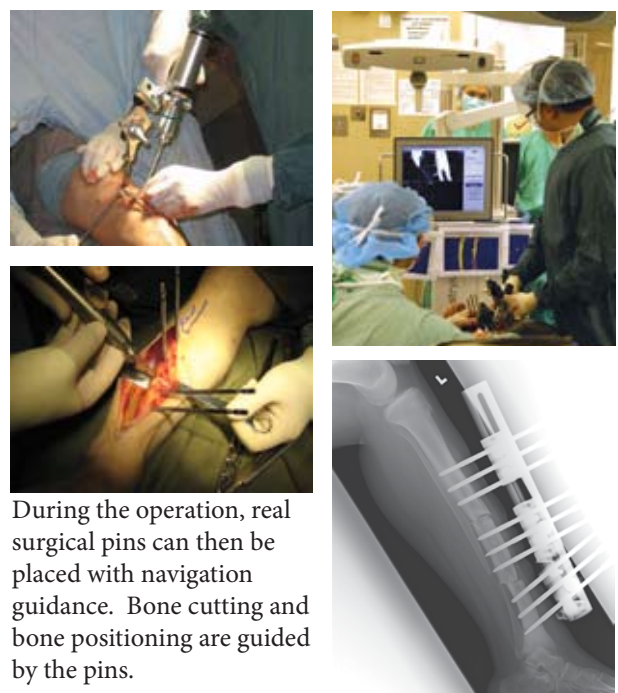 During the operation, real
surgical pins can then be
placed with navigation
guidance.  Bone cutting and
bone positioning are guided
by the pins.
L